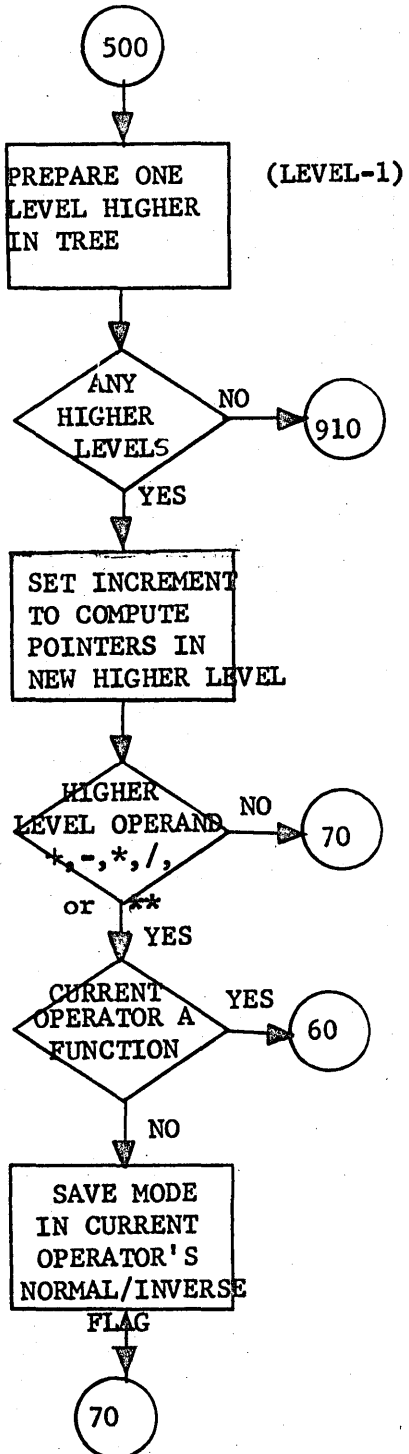 500
PREPARE ONE (LEVEL-1)
LEVEL HIGHER
IN TREE
ANY
HIGHER
LEVELS
NO
910
YES
SET INCREMENT
TO COMPUTE
POINTERS IN
NEW HIGHER LEVEL
HIGHER
LEVEL OPERAND
+,-,*,/,
or **
NO
70
YES
CURRENT
OPERATOR A
FUNCTION
YES
60
NO
SAVE MODE
IN CURRENT
OPERATOR'S
NORMAL/INVERSE
FLAG
70